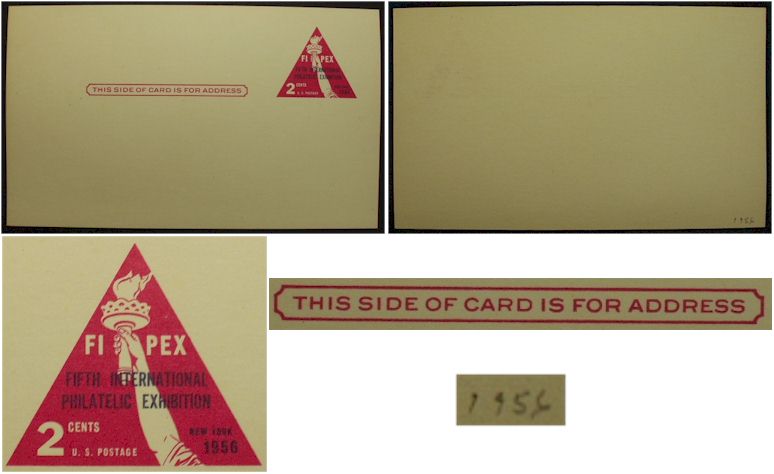 FIPEX
FIFTH INTERNATIONAL
PHILATELIC EXHIBITION
2 CENTS
NEW YORK
1956
U. S. POSTAGE
THIS SIDE OF CARD IS FOR ADDRESS
1956
FI PEX
FIFTH INTERNATIONAL
PHILATELIC EXHIBITION
2 CENTS
NEW YORK
U. S. POSTAGE
1956
THIS SIDE OF CARD IS FOR ADDRESS
1956